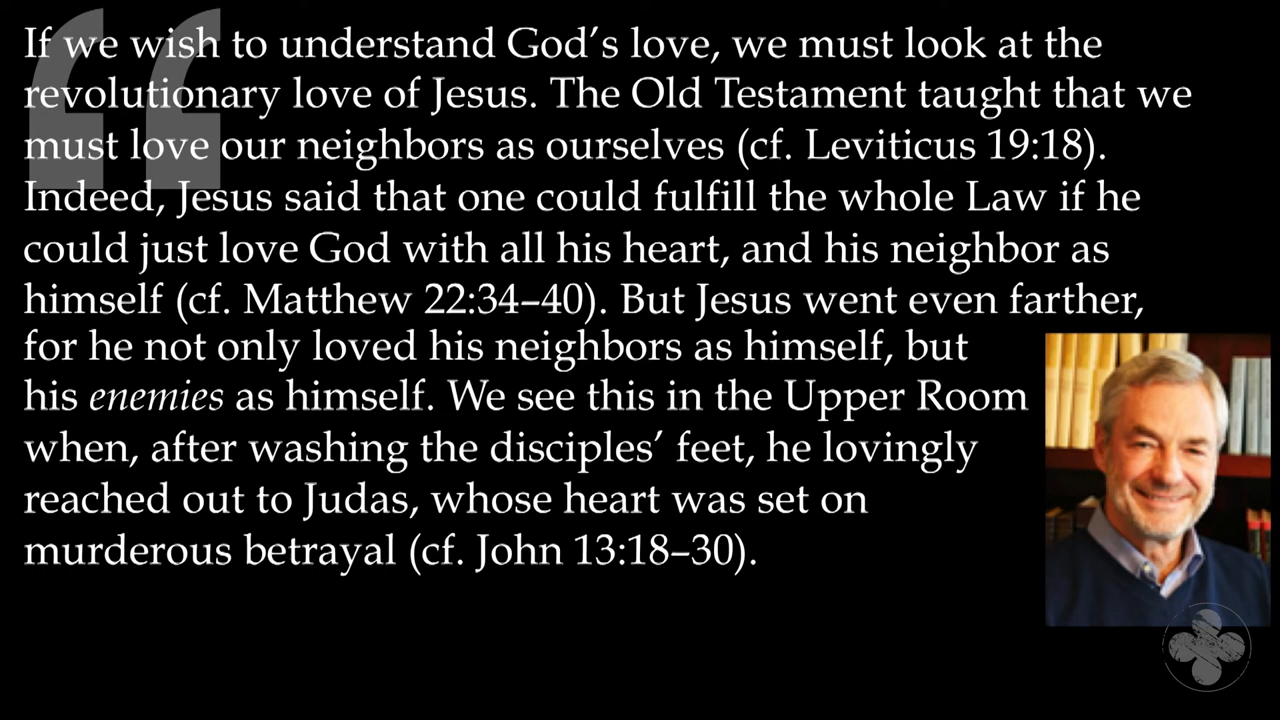 If we wish to understand God’s love, we must look at the
revolutionary love of Jesus. The Old Testament taught that we
must love our neighbors as ourselves (cf. Leviticus 19:18).
Indeed, Jesus said that one could fulfill the whole Law if he
could just love God with all his heart, and his neighbor as
himself (cf. Matthew 22:34–40). But Jesus went even farther,
for he not only loved his neighbors as himself, but
his enemies as himself. We see this in the Upper Room
when, after washing the disciples’ feet, he lovingly
reached out to Judas, whose heart was set on
murderous betrayal (cf. John 13:18–30).